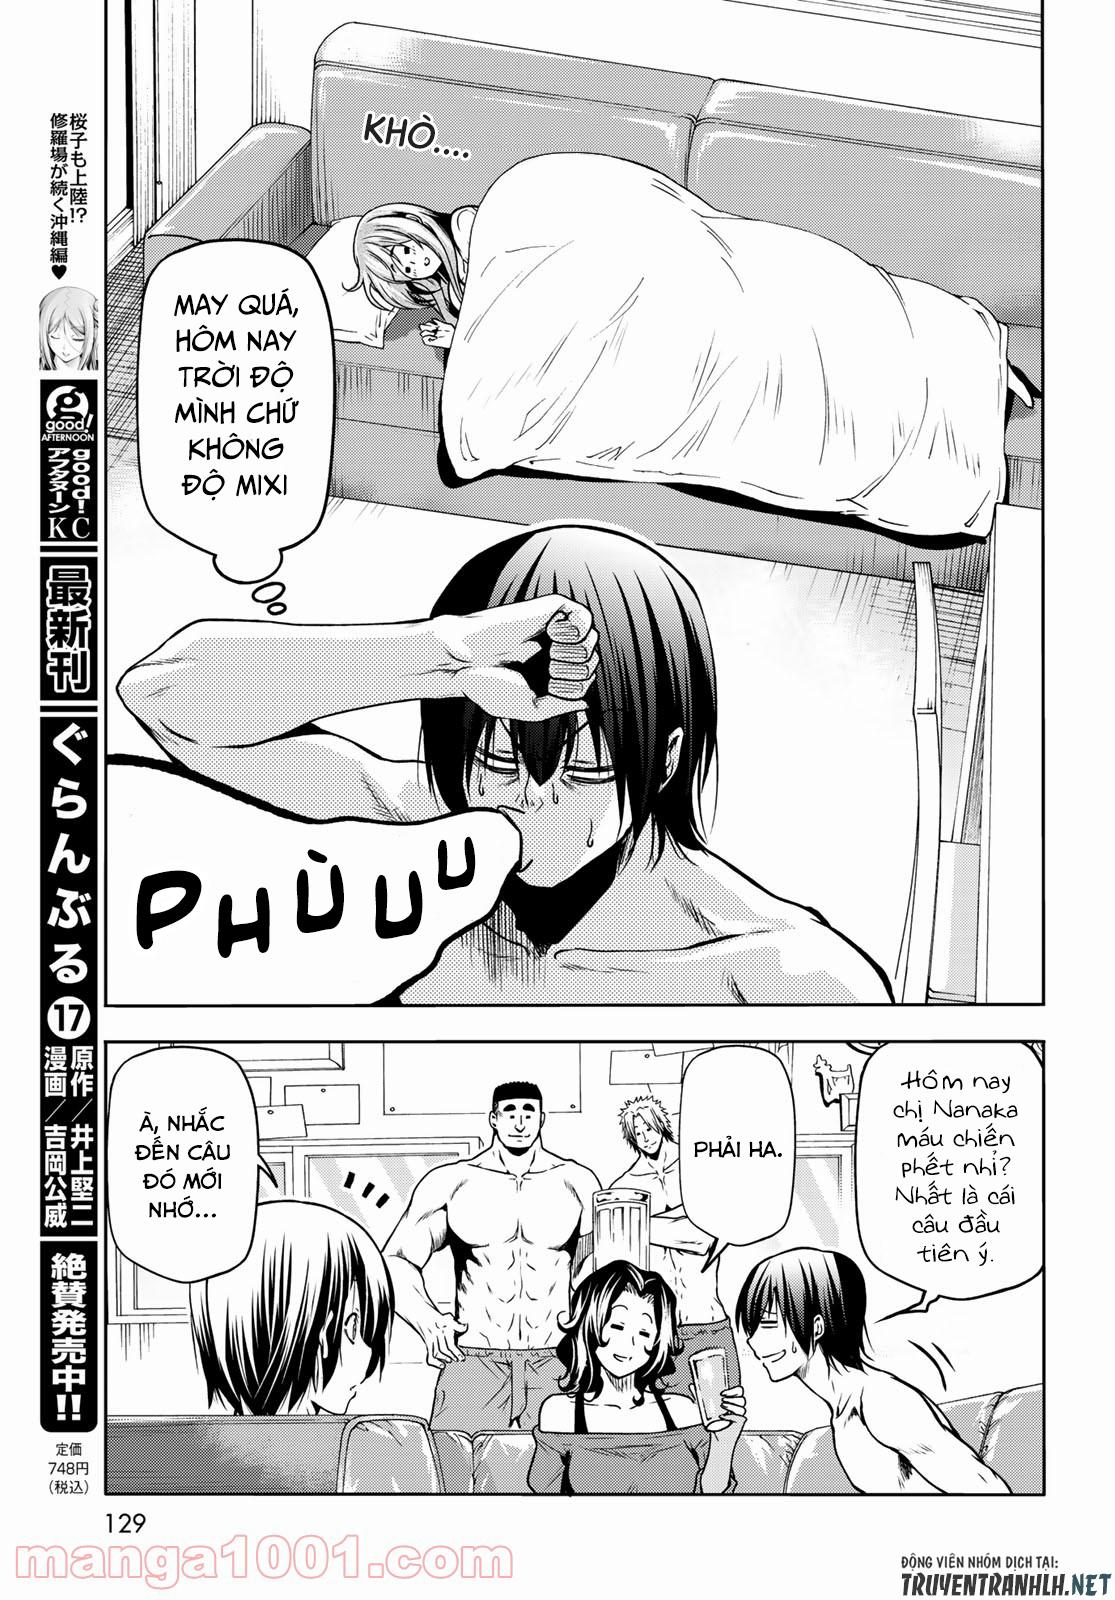 KHÒ....
MAY QUÁ,
HÔM NAY
TRỜI ĐỘ
MÌNH CHỨ
KHÔNG
ĐỘ MIXI
PHÙUUU
Hôm nay
chị Nanaka
máu chiến
phết nhỉ?
Nhất là cái
câu đầu
tiên ý.
PHẢI HA.
À, NHẮC
ĐẾN CÂU
ĐÓ MỚI
NHỚ...
桜子も上陸!?
修羅場が続く沖縄編♥
good!
AFTERNOON
good!
アフタヌーン
KC
最新刊
ぐらんぶる⑰
原作/井上堅二
漫画/吉岡公威
絶賛発売中!!
定価
748円
(税込)
129
manga1001.com
ĐỘNG VIÊN NHÓM DỊCH TẠI:
TRUYENTRANHLH.NET